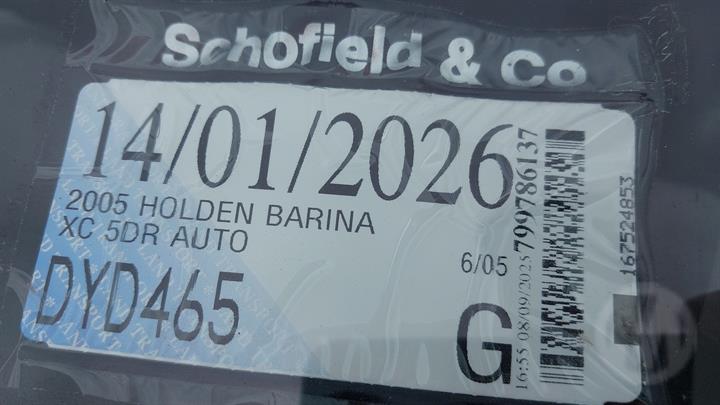 Schofield & Co
14/01/2026
2005 HOLDEN BARINA
XC 5DR AUTO
6/05
DYD465
G
16:55 08/09/2025
799786137
167524853